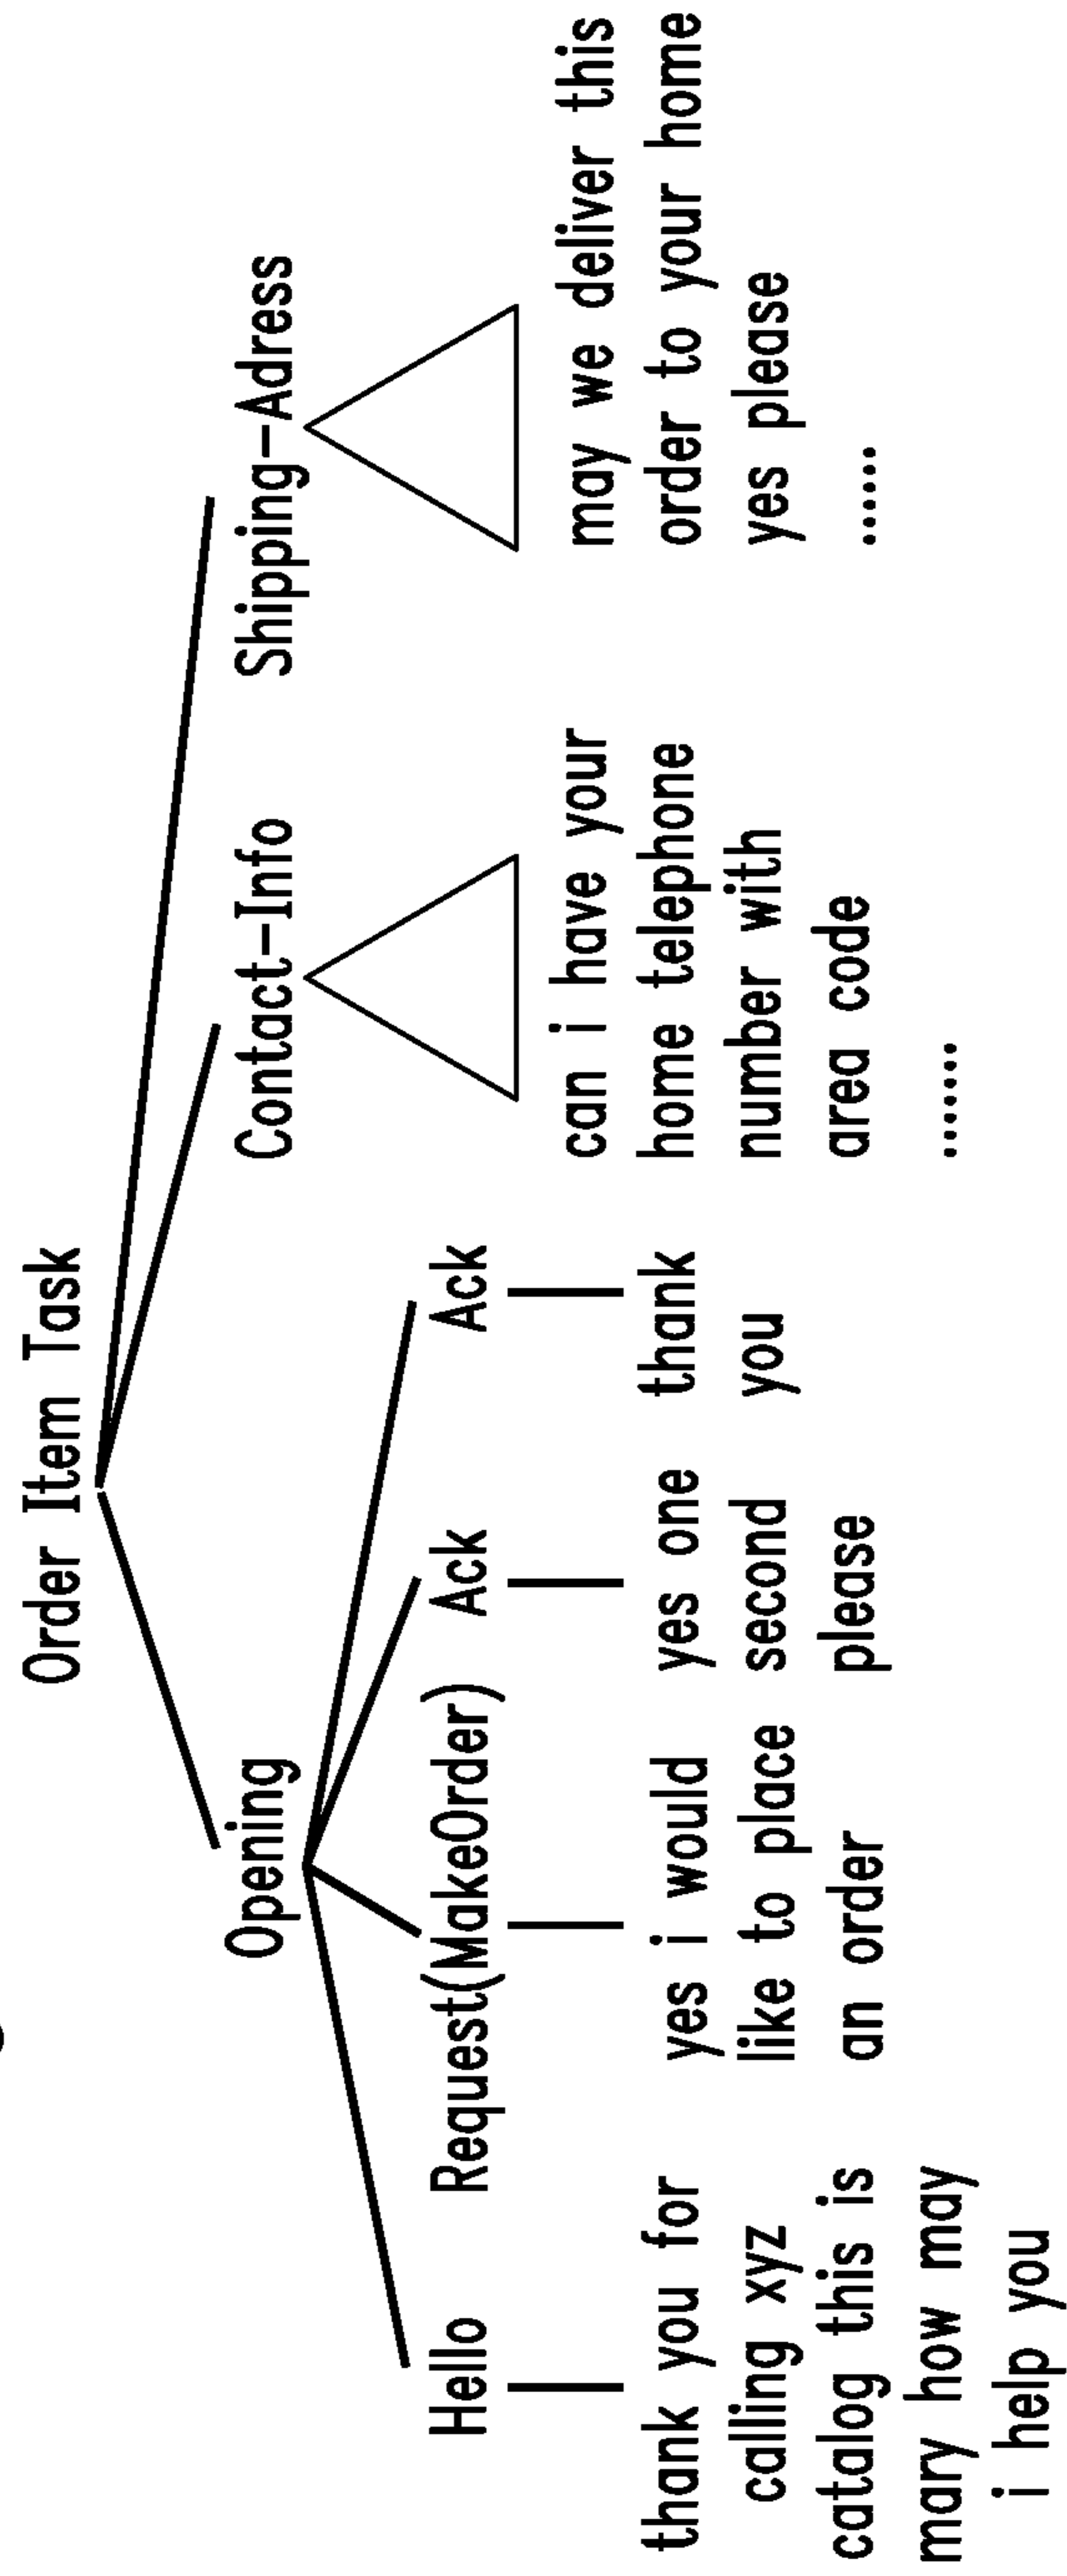 Order Item Task
Opening
Contact-Info
Shipping-Adress
Hello
Request(MakeOrder)
Ack
Ack
thank you for
calling xyz
catalog this is
mary how may
i help you
yes i would
like to place
an order
yes one
second
please
thank
you
can i have your
home telephone
number with
area code
.......
may we deliver this
order to your home
yes please
......